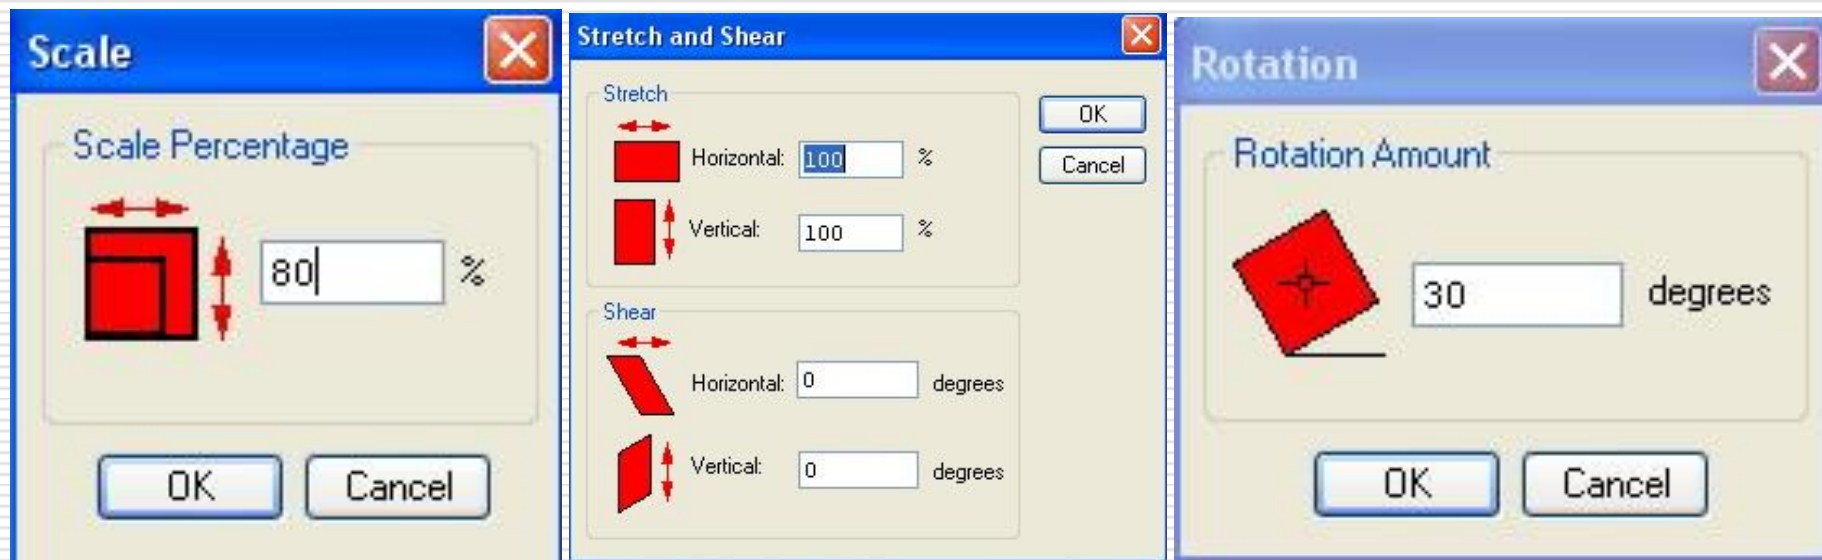 Scale
Scale Percentage
80 %
OK Cancel
Stretch and Shear
Stretch
Horizontal: 100 %
Vertical: 100 %
OK
Cancel
Shear
Horizontal: 0 degrees
Vertical: 0 degrees
Rotation
Rotation Amount
30 degrees
OK Cancel